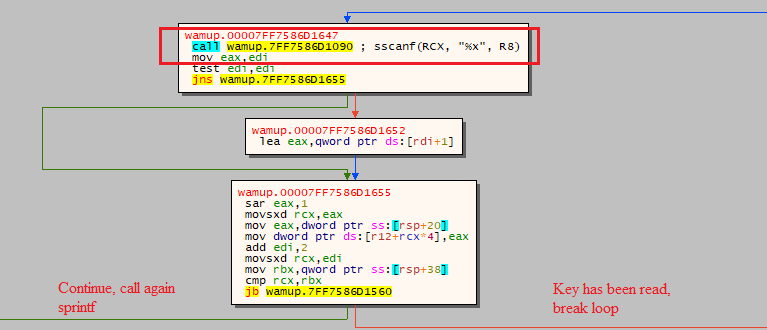 wamup.00007FF7586D1647
call wamup.7FF7586D1090 ; sscanf(RCX, "%x", R8)
mov eax,edi
test edi,edi
jns wamup.7FF7586D1655
wamup.00007FF7586D1652
lea eax,qword ptr ds:[rdi+1]
wamup.00007FF7586D1655
sar eax,1
movsxd rcx,eax
mov eax,dword ptr ss:[rsp+20]
mov dword ptr ds:[r12+rcx*4],eax
add edi,2
movsxd rcx,edi
mov rbx,qword ptr ss:[rsp+38]
cmp rcx,rbx
jb wamup.7FF7586D1560
Continue, call again
sprintf
Key has been read,
break loop